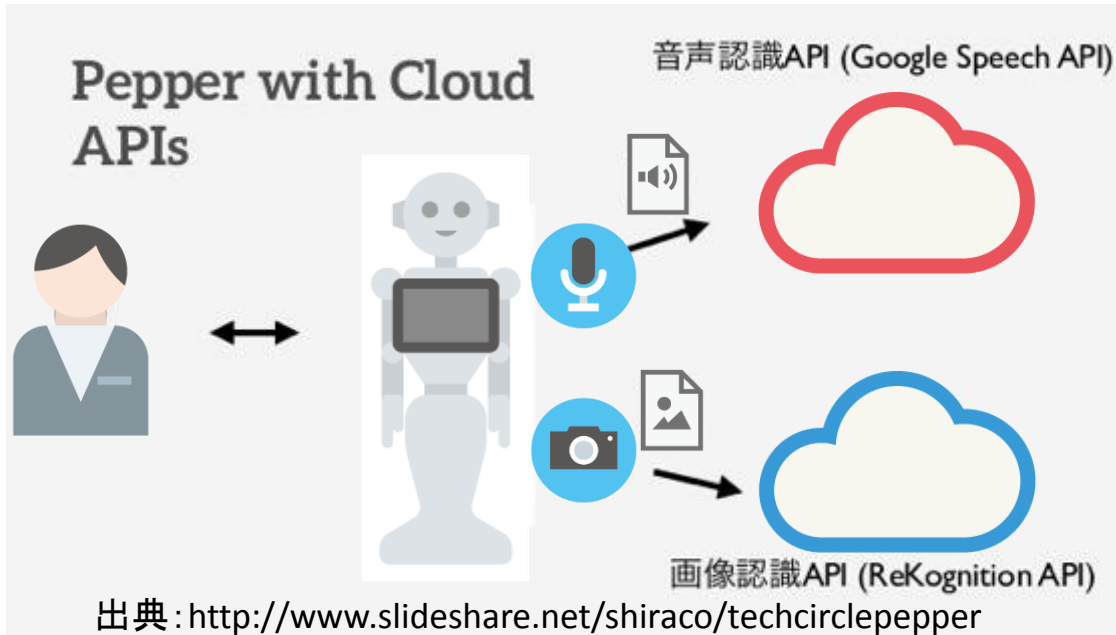 Pepper with Cloud
APIs
音声認識API (Google Speech API)
画像認識API (ReKognition API)
出典：http://www.slideshare.net/shiraco/techcirclepepper